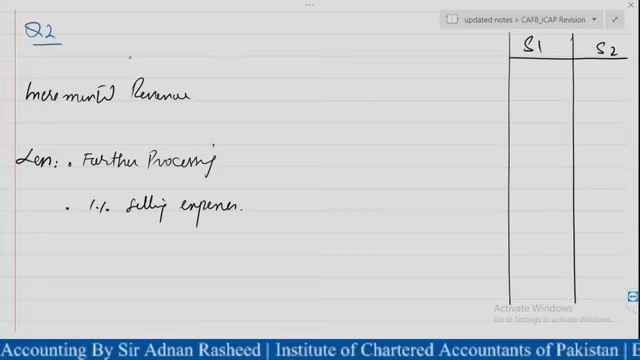 updated notes > CAF8_ICAP Revision
Q2
S1 S2
Incremental Revenue
Less: • Further Processing
• 1% selling expenses.
Activate Windows
Go to Settings to activate Windows.
Accounting By Sir Adnan Rasheed | Institute of Chartered Accountants of Pakistan | E